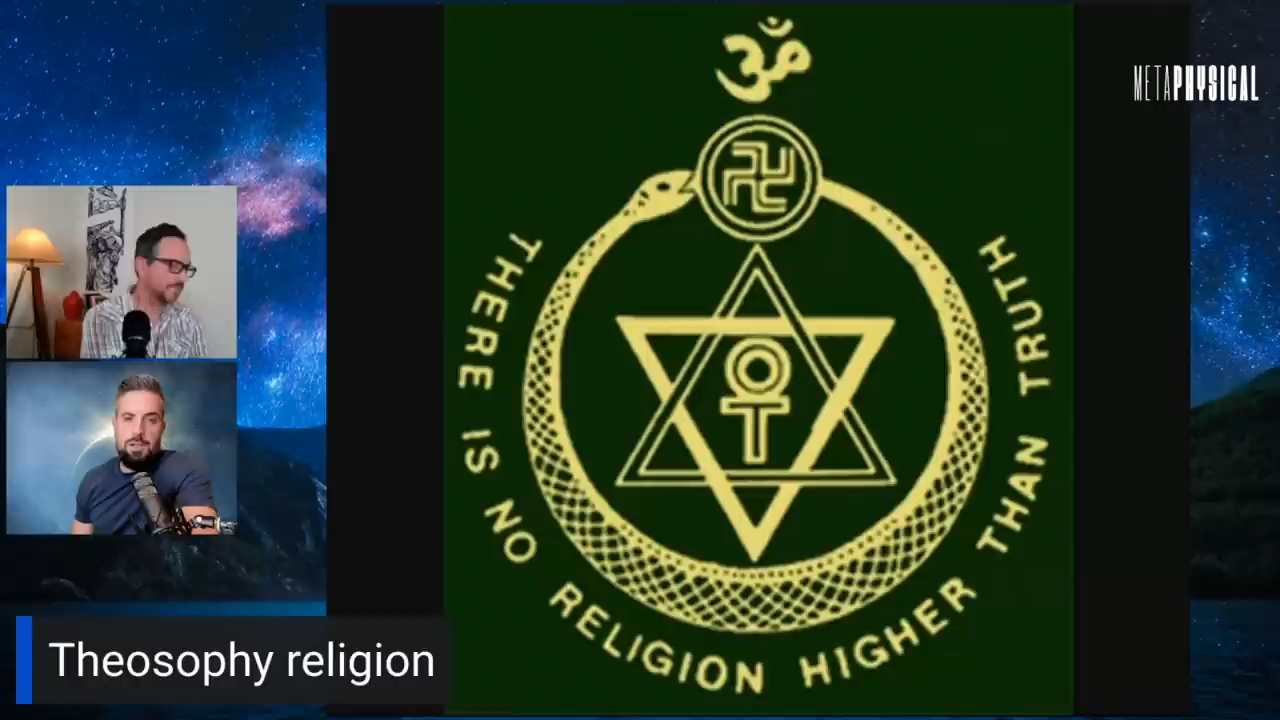 ॐ
METAPHYSICAL
THERE IS NO RELIGION HIGHER THAN TRUTH
Theosophy religion